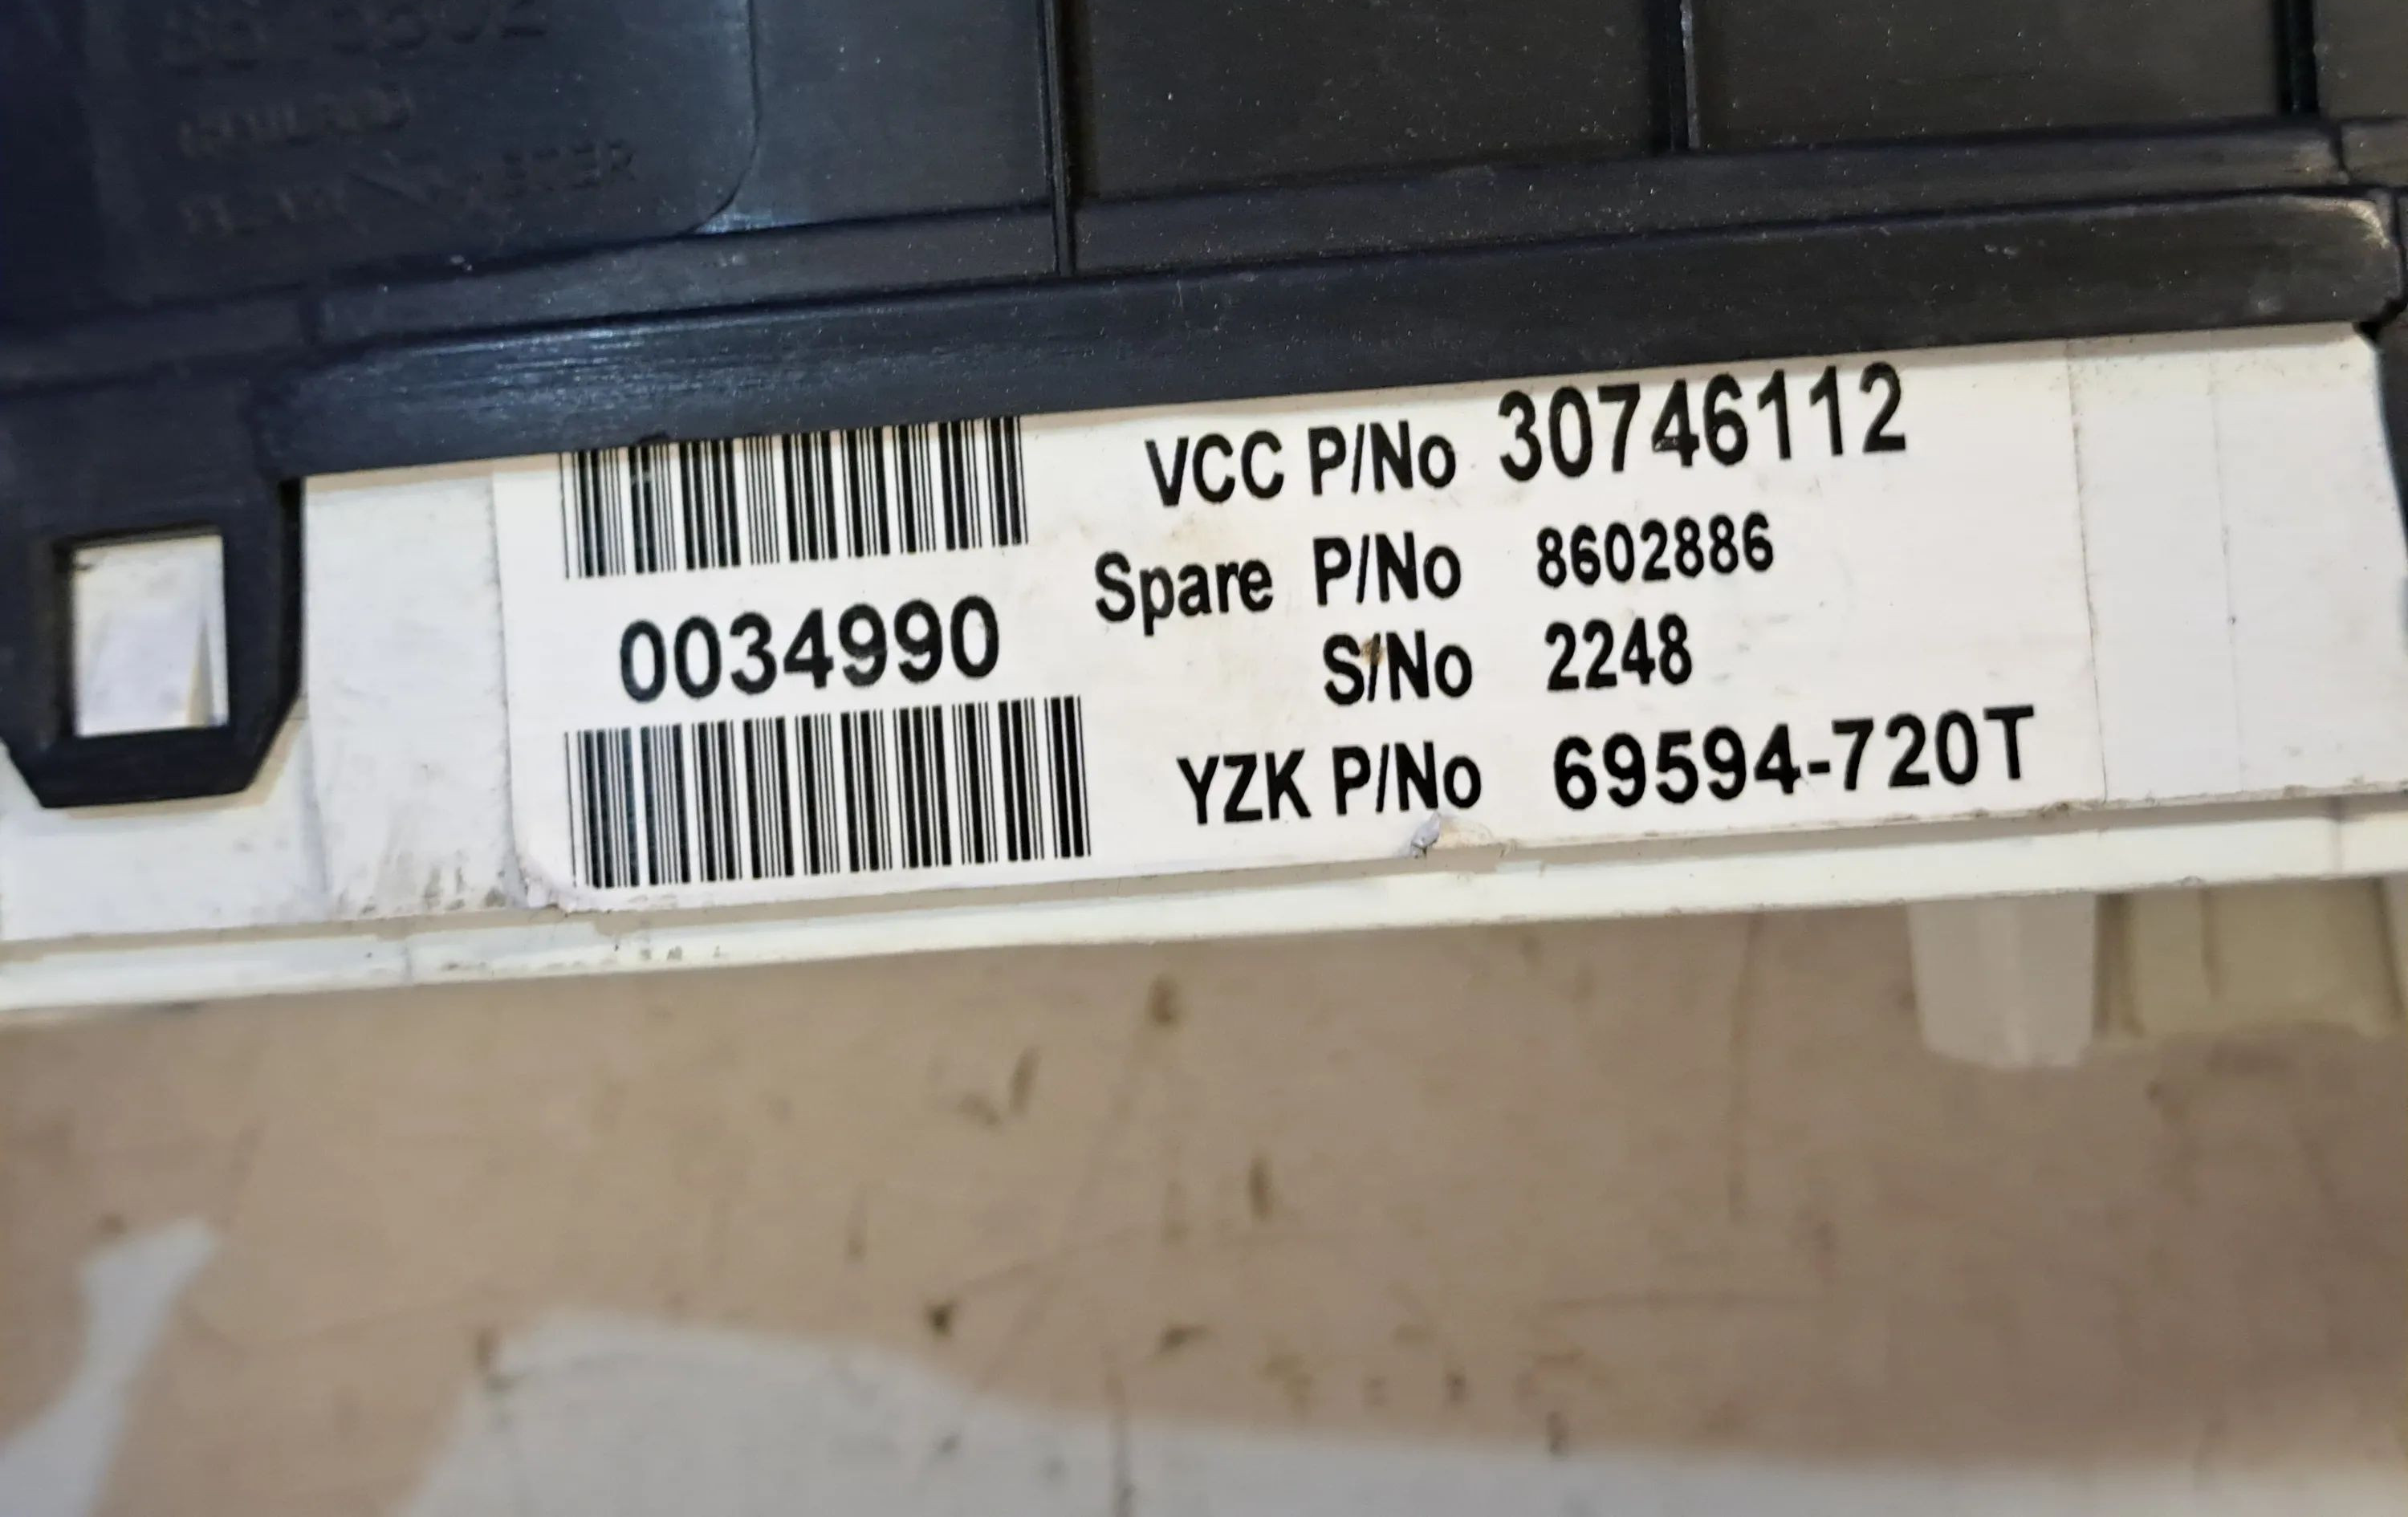 0034990
VCC P/No 30746112
Spare P/No 8602886
S/No 2248
YZK P/No 69594-720T